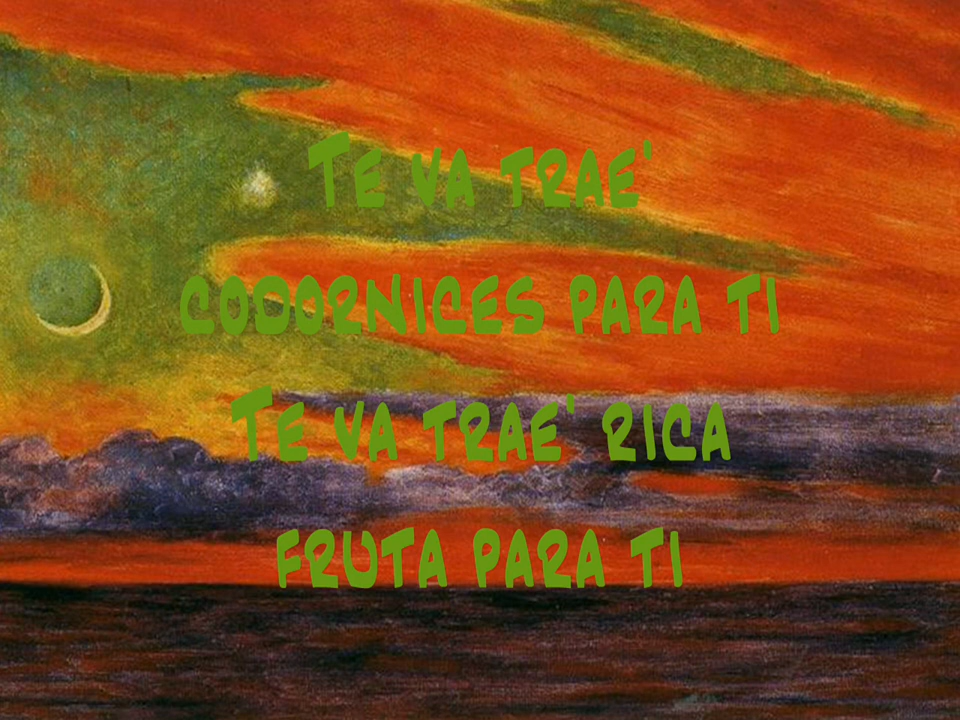 Te va trae'
codornices para ti
Te va trae' rica
fruta para ti